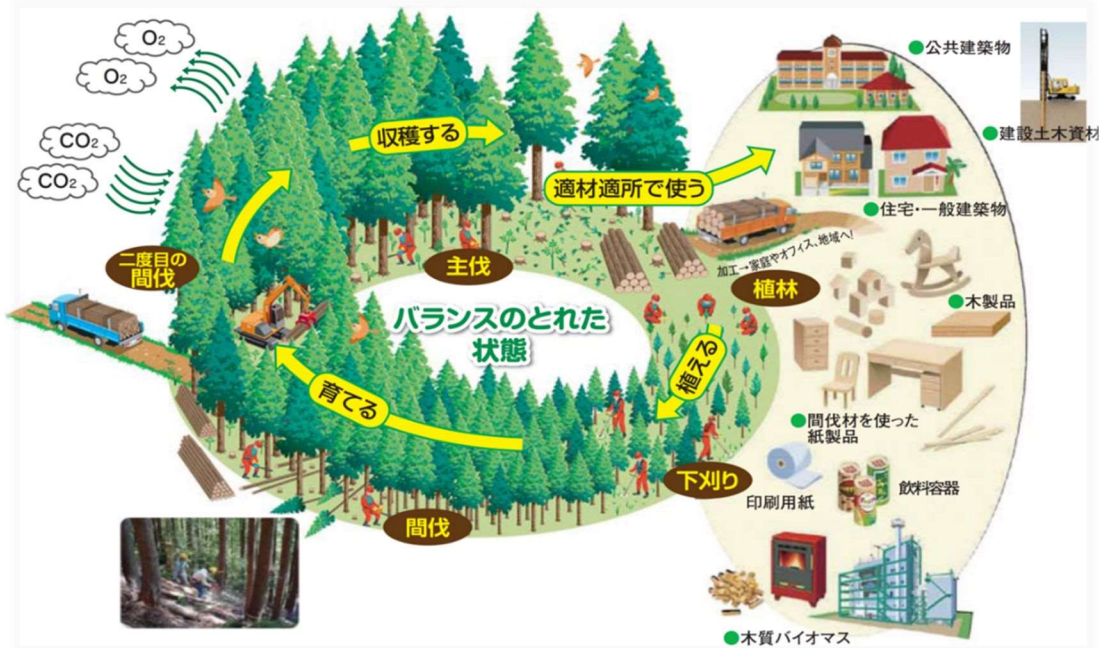 O₂
O₂
CO₂
CO₂
収穫する
適材適所で使う
二度目の
間伐
主伐
植林
加工→家庭やオフィス、地域へ!
バランスのとれた
状態
植える
育てる
下刈り
間伐
●公共建築物
●建設土木資材
●住宅・一般建築物
●木製品
●間伐材を使った
紙製品
印刷用紙
飲料容器
●木質バイオマス